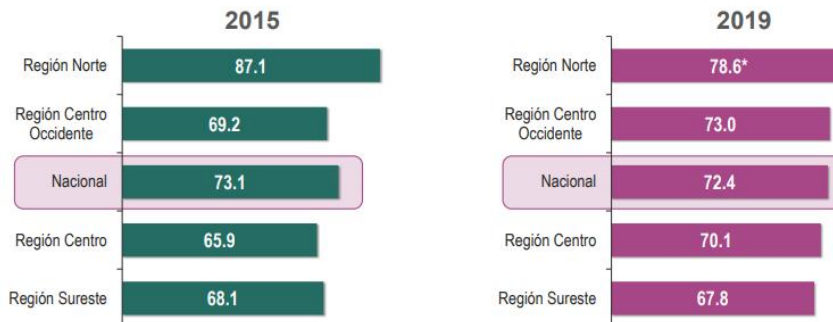 2015
Región Norte 87.1
Región Centro
Occidente 69.2
Nacional 73.1
Región Centro 65.9
Región Sureste 68.1
2019
Región Norte 78.6*
Región Centro
Occidente 73.0
Nacional 72.4
Región Centro 70.1
Región Sureste 67.8